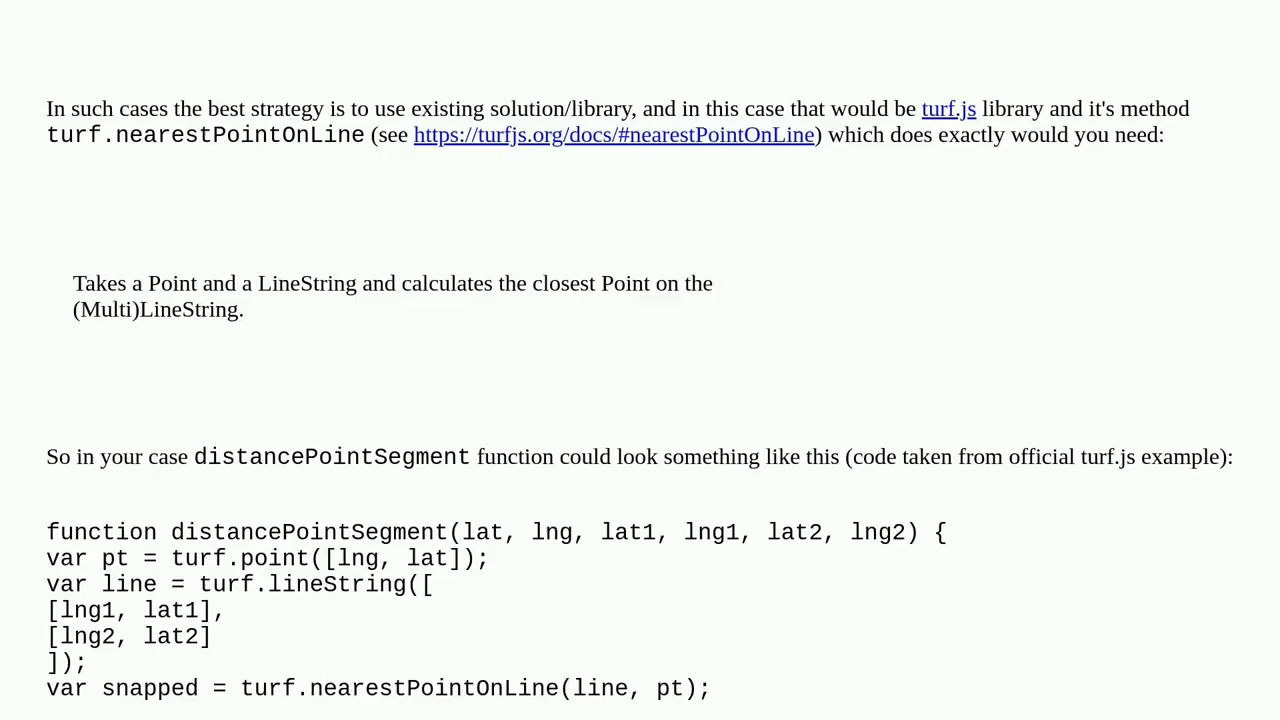 In such cases the best strategy is to use existing solution/library, and in this case that would be turf.js library and it's method
turf.nearestPointOnLine (see https://turfjs.org/docs/#nearestPointOnLine) which does exactly would you need:
Takes a Point and a LineString and calculates the closest Point on the
(Multi)LineString.
So in your case distancePointSegment function could look something like this (code taken from official turf.js example):
function distancePointSegment(lat, lng, lat1, lng1, lat2, lng2) {
var pt = turf.point([lng, lat]);
var line = turf.lineString([
[lng1, lat1],
[lng2, lat2]
]);
var snapped = turf.nearestPointOnLine(line, pt);